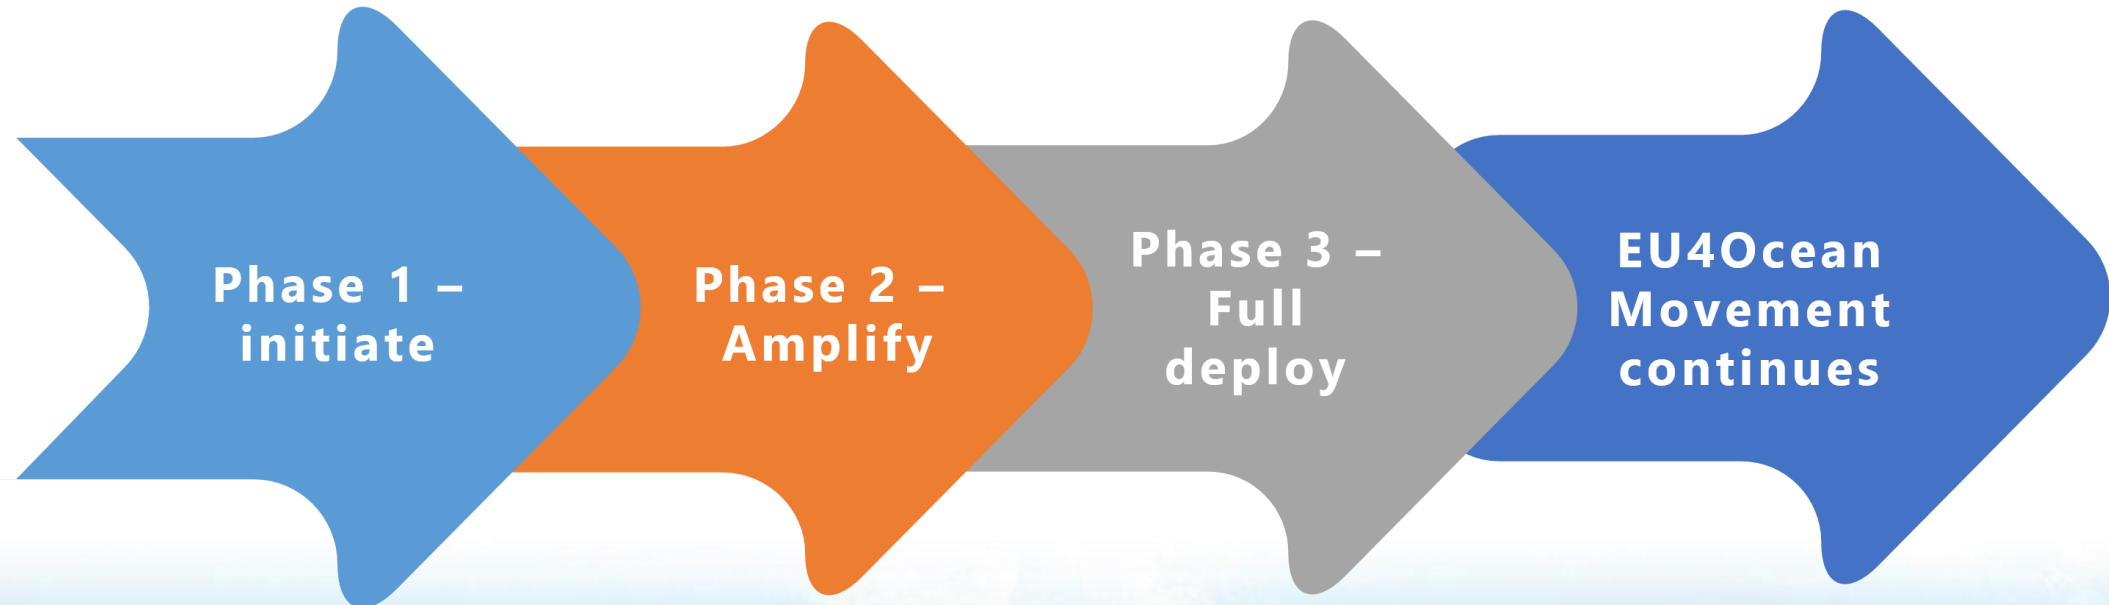 Phase 1 –
initiate
Phase 2 –
Amplify
Phase 3 –
Full
deploy
EU4Ocean
Movement
continues